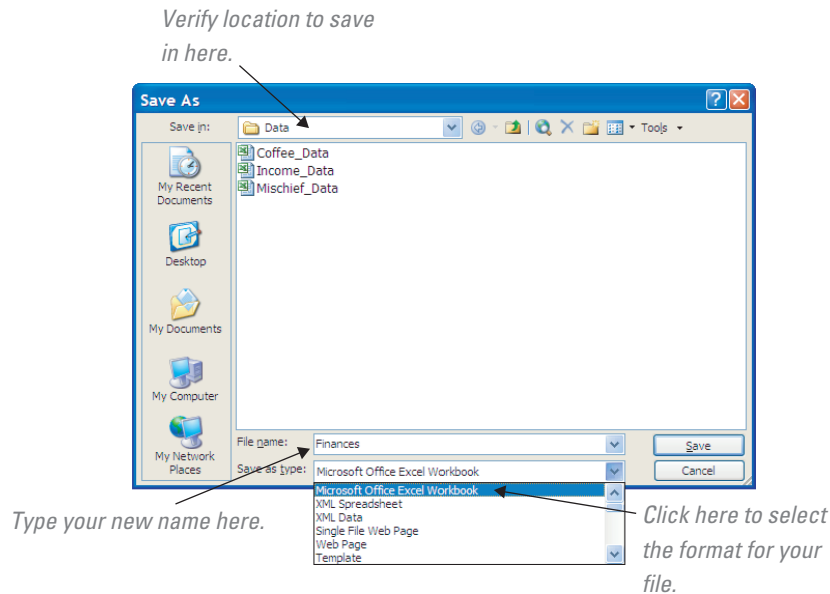 Verify location to save
in here.
Save As
Save in:
Data
Tools
Coffee_Data
Income_Data
Mischief_Data
My Recent
Documents
Desktop
My Documents
My Computer
My Network
Places
File name:
Finances
Save
Save as type:
Microsoft Office Excel Workbook
Cancel
Microsoft Office Excel Workbook
XML Spreadsheet
XML Data
Single File Web Page
Web Page
Template
Type your new name here.
Click here to select
the format for your
file.